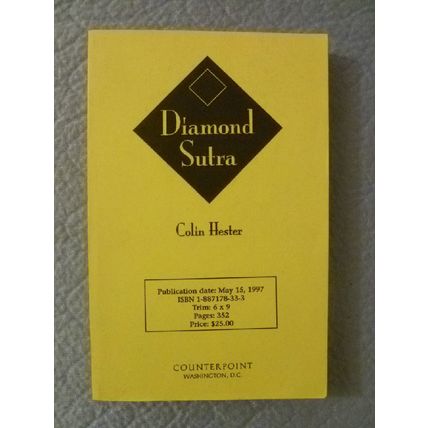 Diamond
Sutra
Colin Hester
Publication date: May 15, 1997
ISBN 1-887178-33-3
Trim: 6 x 9
Pages: 352
Price: $25.00
COUNTERPOINT
WASHINGTON, D.C.